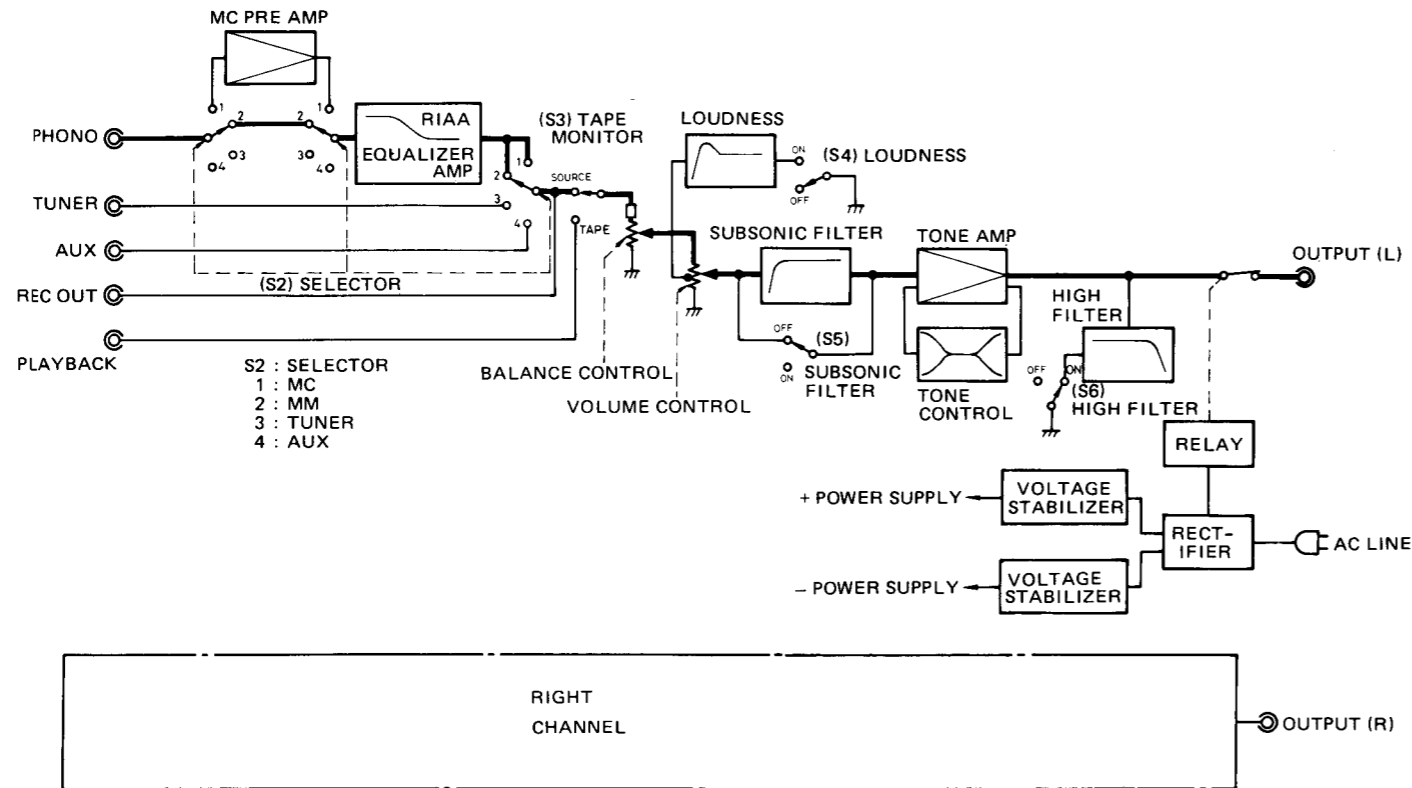 MC PRE AMP
1
1
2
2
3
3
4
4
PHONO
RIAA
EQUALIZER
AMP
(S3) TAPE
MONITOR
1
2
3
4
SOURCE
TAPE
TUNER
AUX
REC OUT
PLAYBACK
(S2) SELECTOR
S2 : SELECTOR
1 : MC
2 : MM
3 : TUNER
4 : AUX
LOUDNESS
ON
(S4) LOUDNESS
OFF
SUBSONIC FILTER
OFF
(S5)
ON
SUBSONIC
FILTER
BALANCE CONTROL
VOLUME CONTROL
TONE AMP
TONE
CONTROL
HIGH
FILTER
OFF
ON
(S6)
HIGH FILTER
OUTPUT (L)
RELAY
+ POWER SUPPLY
VOLTAGE
STABILIZER
RECT-
IFIER
AC LINE
– POWER SUPPLY
VOLTAGE
STABILIZER
RIGHT
CHANNEL
OUTPUT (R)